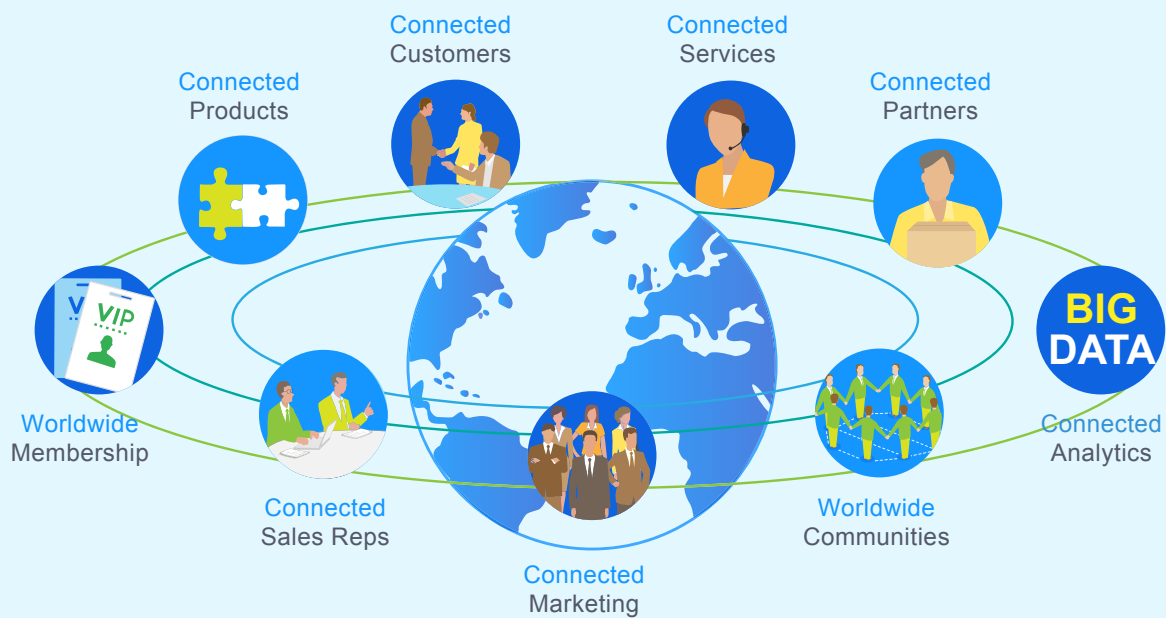 Connected
Customers
Connected
Services
Connected
Products
Connected
Partners
V
VIP
BIG
DATA
Worldwide
Membership
Connected
Analytics
Connected
Sales Reps
Worldwide
Communities
Connected
Marketing